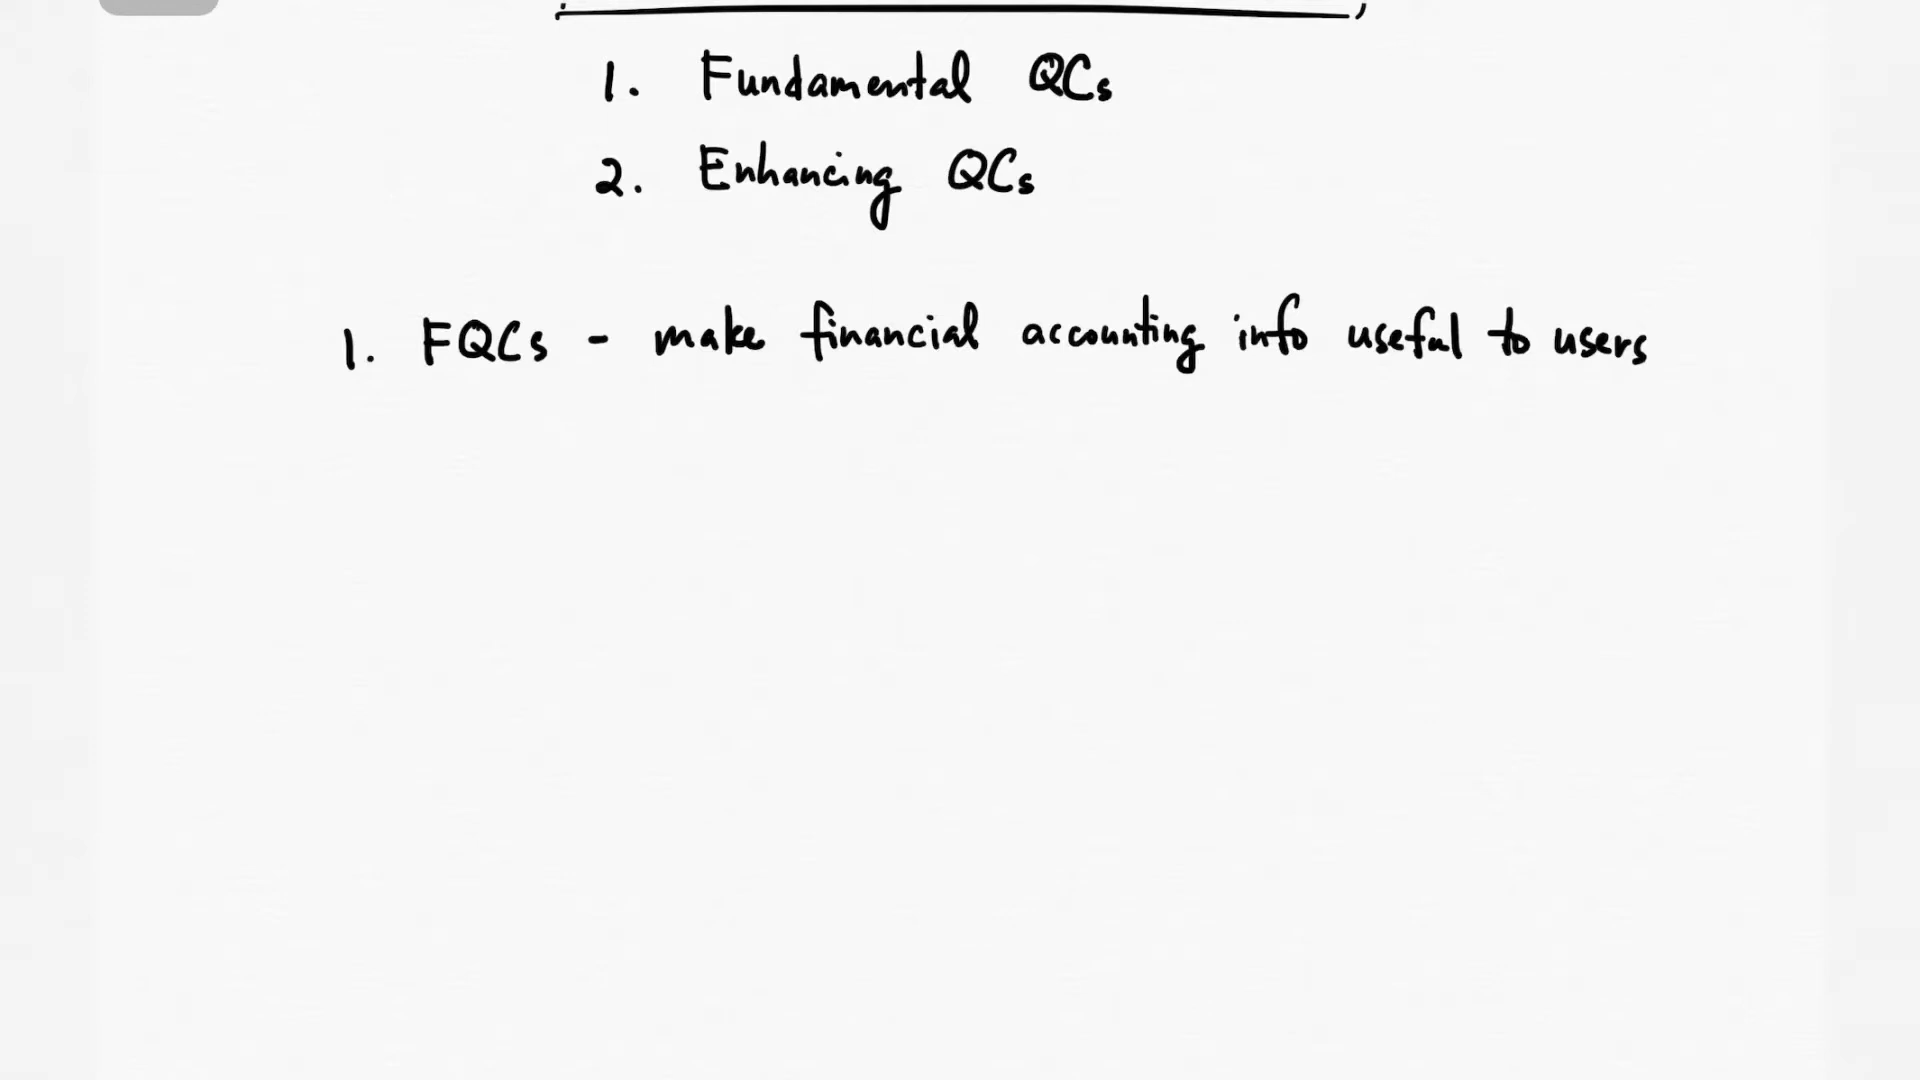 1. Fundamental QCs
2. Enhancing QCs
1. FQCs - make financial accounting info useful to users